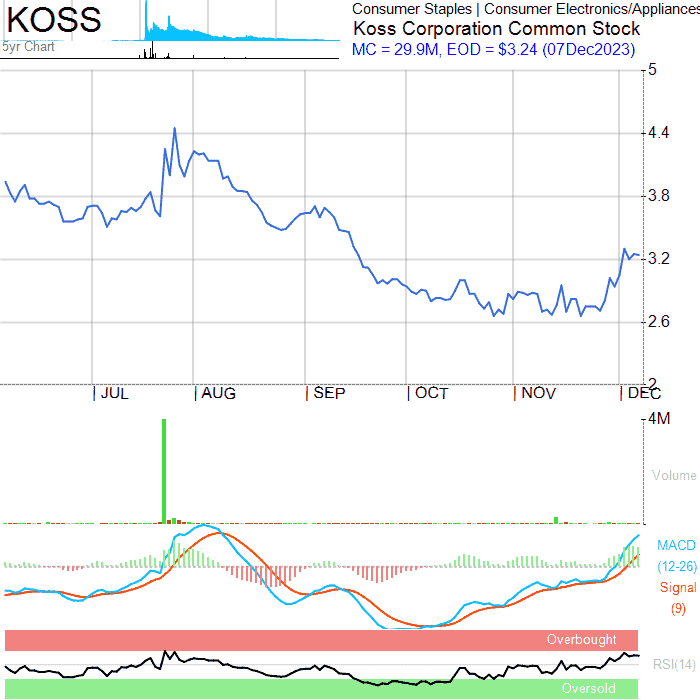 KOSS
5yr Chart
Consumer Staples | Consumer Electronics/Appliances
Koss Corporation Common Stock
MC = 29.9M, EOD = $3.24 (07Dec2023)
5
4.4
3.8
3.2
2.6
2
JUL AUG SEP OCT NOV DEC
4M
Volume
MACD
(12-26)
Signal
(9)
Overbought
RSI(14)
Oversold